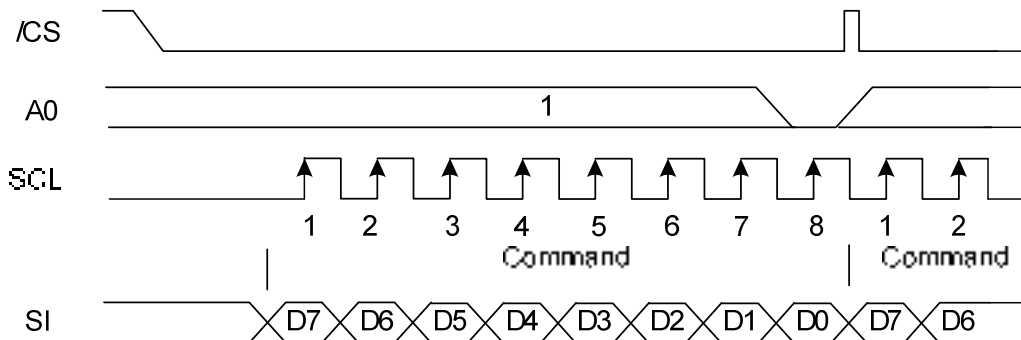 /CS
A0 1
SCL
1 2 3 4 5 6 7 8 1 2
Command Command
SI D7 D6 D5 D4 D3 D2 D1 D0 D7 D6